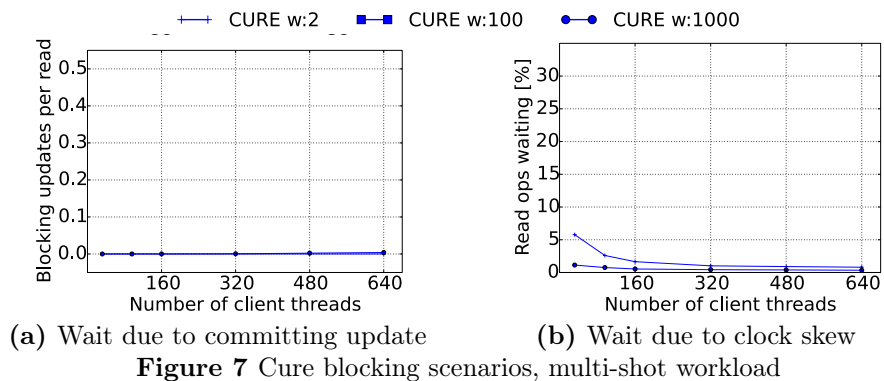 CURE w:2 CURE w:100 CURE w:1000
Blocking updates per read
0.5
0.4
0.3
0.2
0.1
0.0
160 320 480 640
Number of client threads
(a) Wait due to committing update
Read ops waiting [%]
30
25
20
15
10
5
0
160 320 480 640
Number of client threads
(b) Wait due to clock skew
Figure 7 Cure blocking scenarios, multi-shot workload